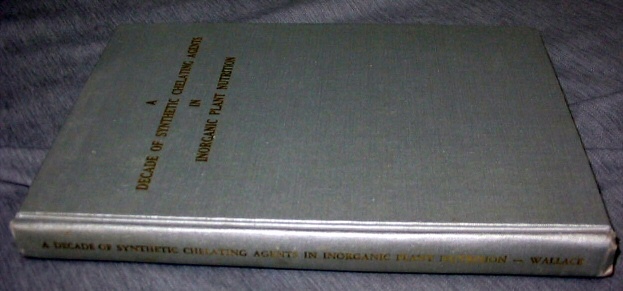 A
DECADE OF SYNTHETIC CHELATING AGENTS
IN
INORGANIC PLANT NUTRITION
A DECADE OF SYNTHETIC CHELATING AGENTS IN INORGANIC PLANT NUTRITION — WALLACE